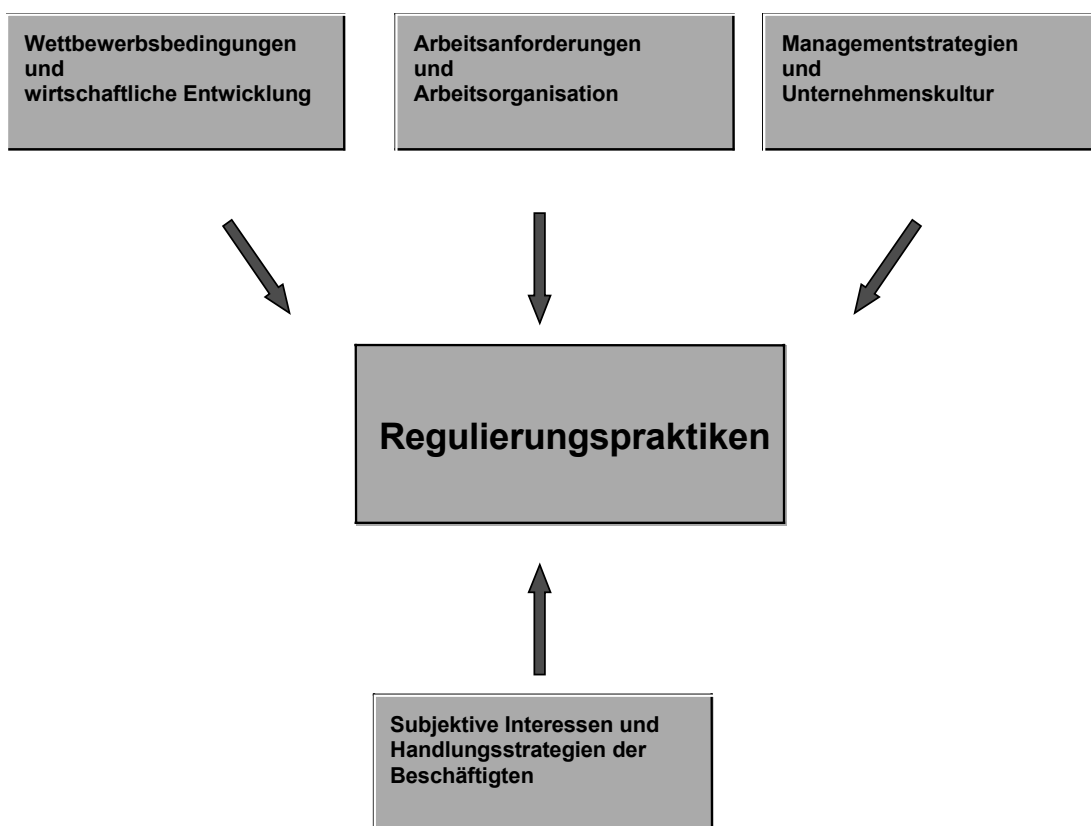 Wettbewerbsbedingungen
und
wirtschaftliche Entwicklung
Arbeitsanforderungen
und
Arbeitsorganisation
Managementstrategien
und
Unternehmenskultur
Regulierungspraktiken
Subjektive Interessen und
Handlungsstrategien der
Beschäftigten